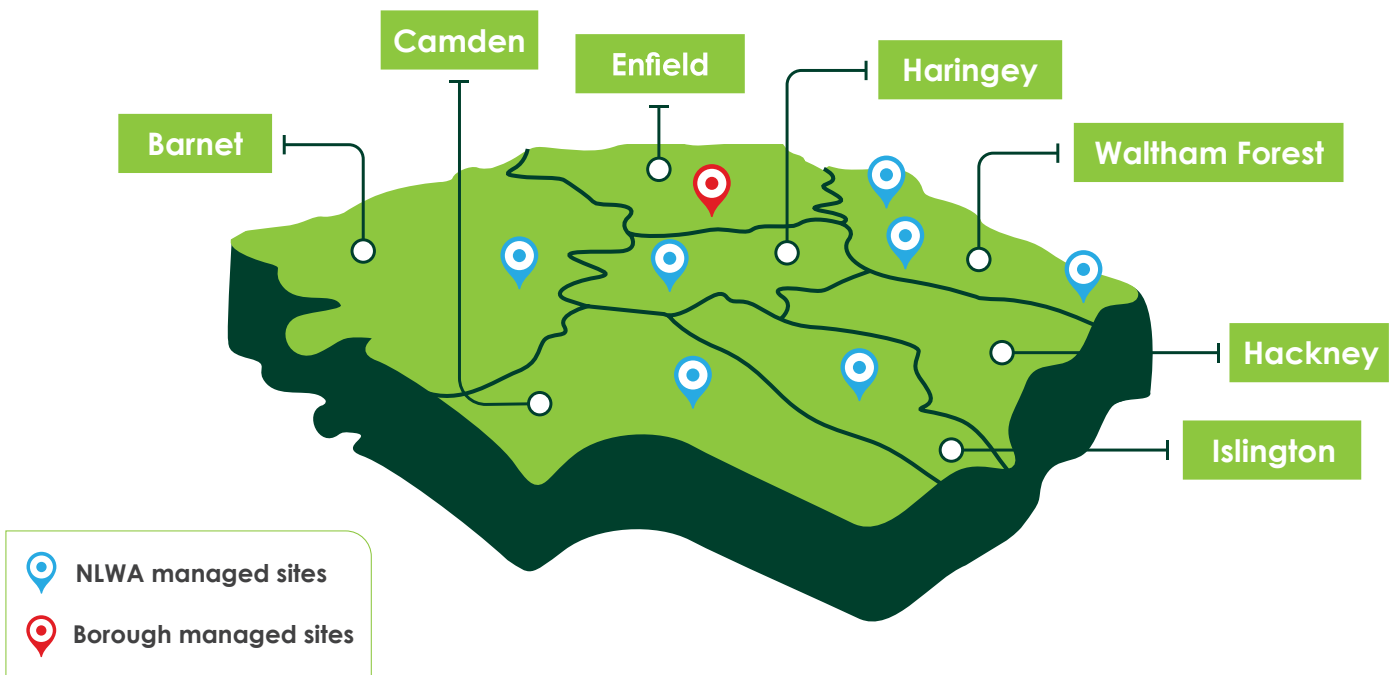 Camden
Enfield
Haringey
Barnet
Waltham Forest
Hackney
Islington
NLWA managed sites
Borough managed sites